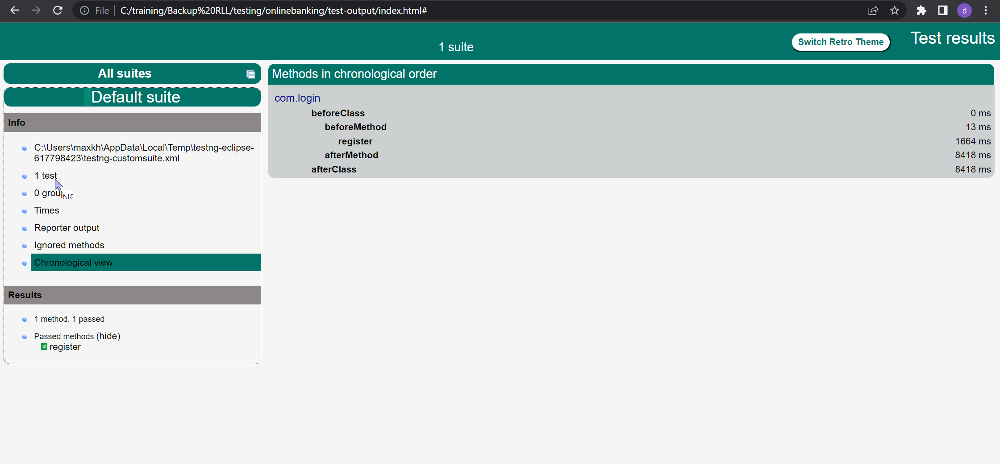 File
C:/training/Backup%20RLL/testing/onlinebanking/test-output/index.html#
d
1 suite
Switch Retro Theme
Test results
All suites
Default suite
Info
C:\Users\maxkh\AppData\Local\Temp\testng-eclipse-
617798423\testng-customsuite.xml
1 test
0 
Times
Reporter output
Ignored methods
Chronological view
Results
1 method, 1 passed
Passed methods (hide)
register
Methods in chronological order
com.login
beforeClass 0 ms
beforeMethod 13 ms
register 1664 ms
afterMethod 8418 ms
afterClass 8418 ms